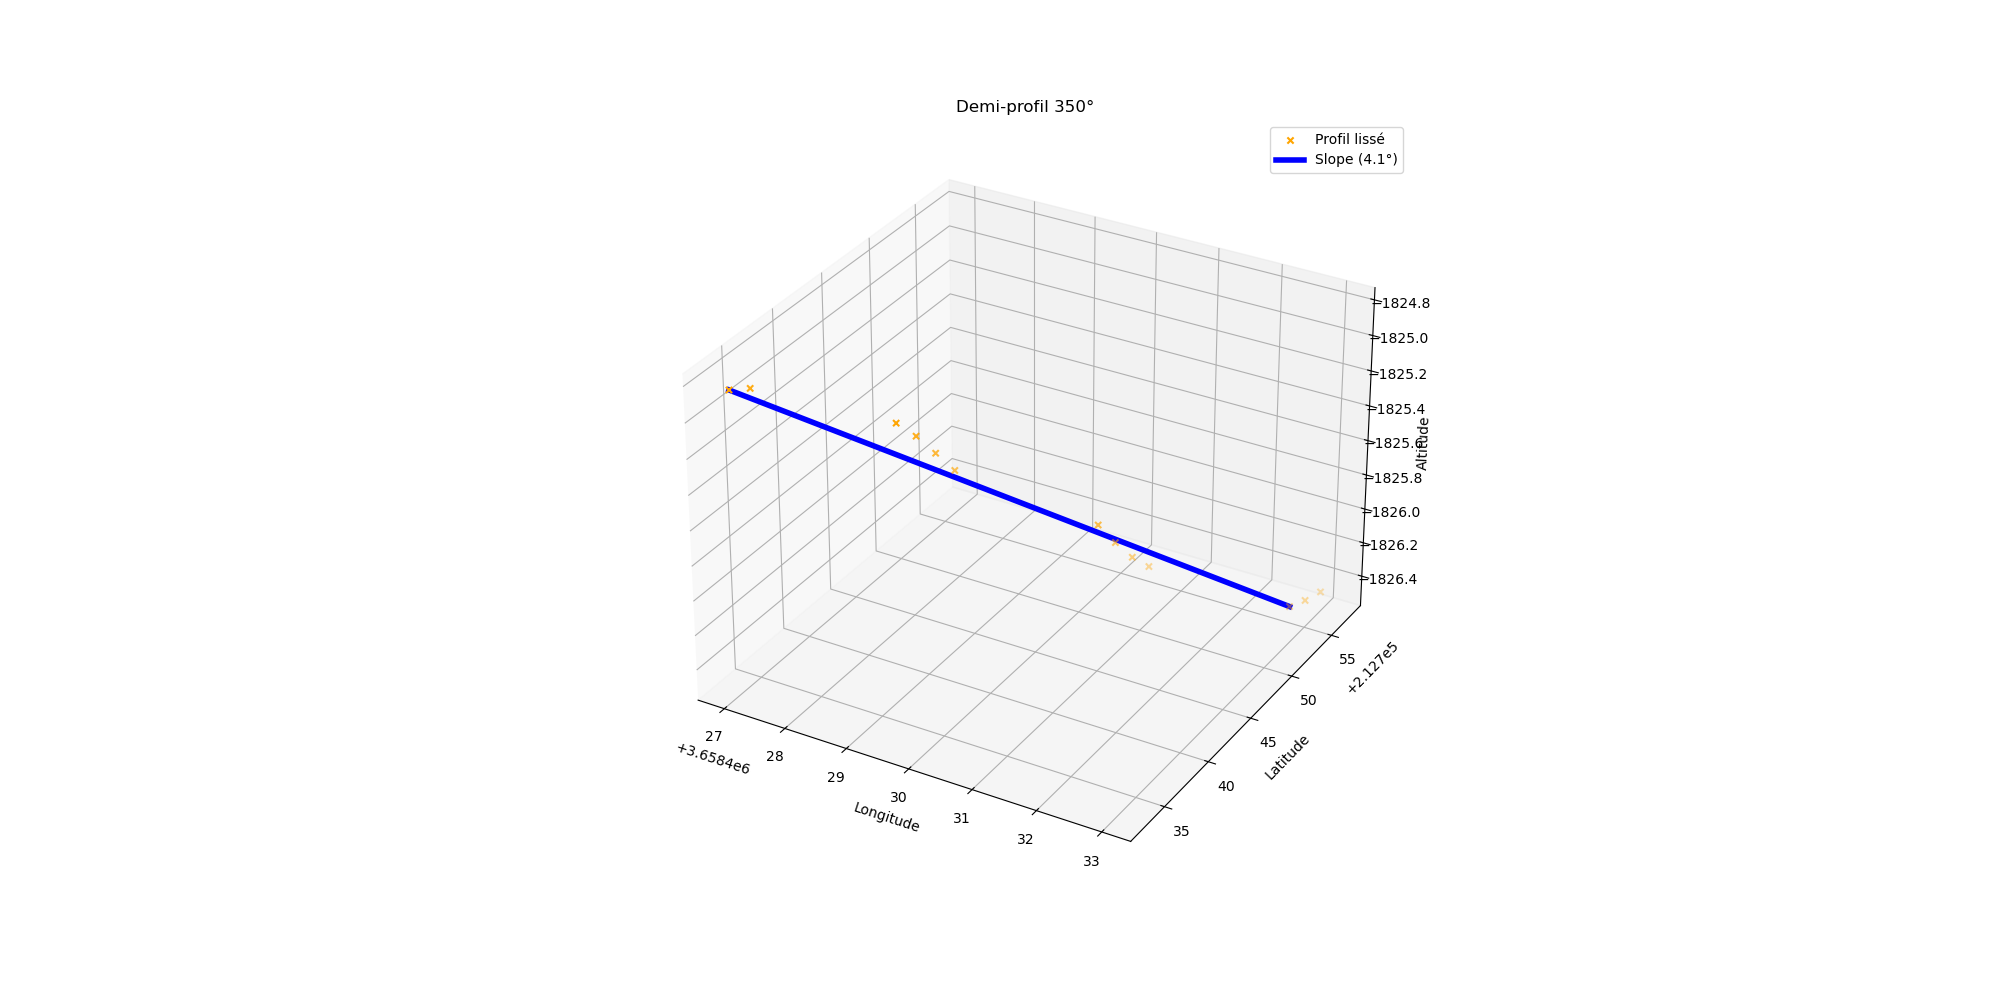 Demi-profil 350°
Profil lissé
Slope (4.1°)
−1824.8
−1825.0
−1825.2
−1825.4
−1825.6
−1825.8
−1826.0
−1826.2
−1826.4
Altitude
55
50
45
40
35
+2.127e5
Latitude
27
28
29
30
31
32
33
+3.6584e6
Longitude